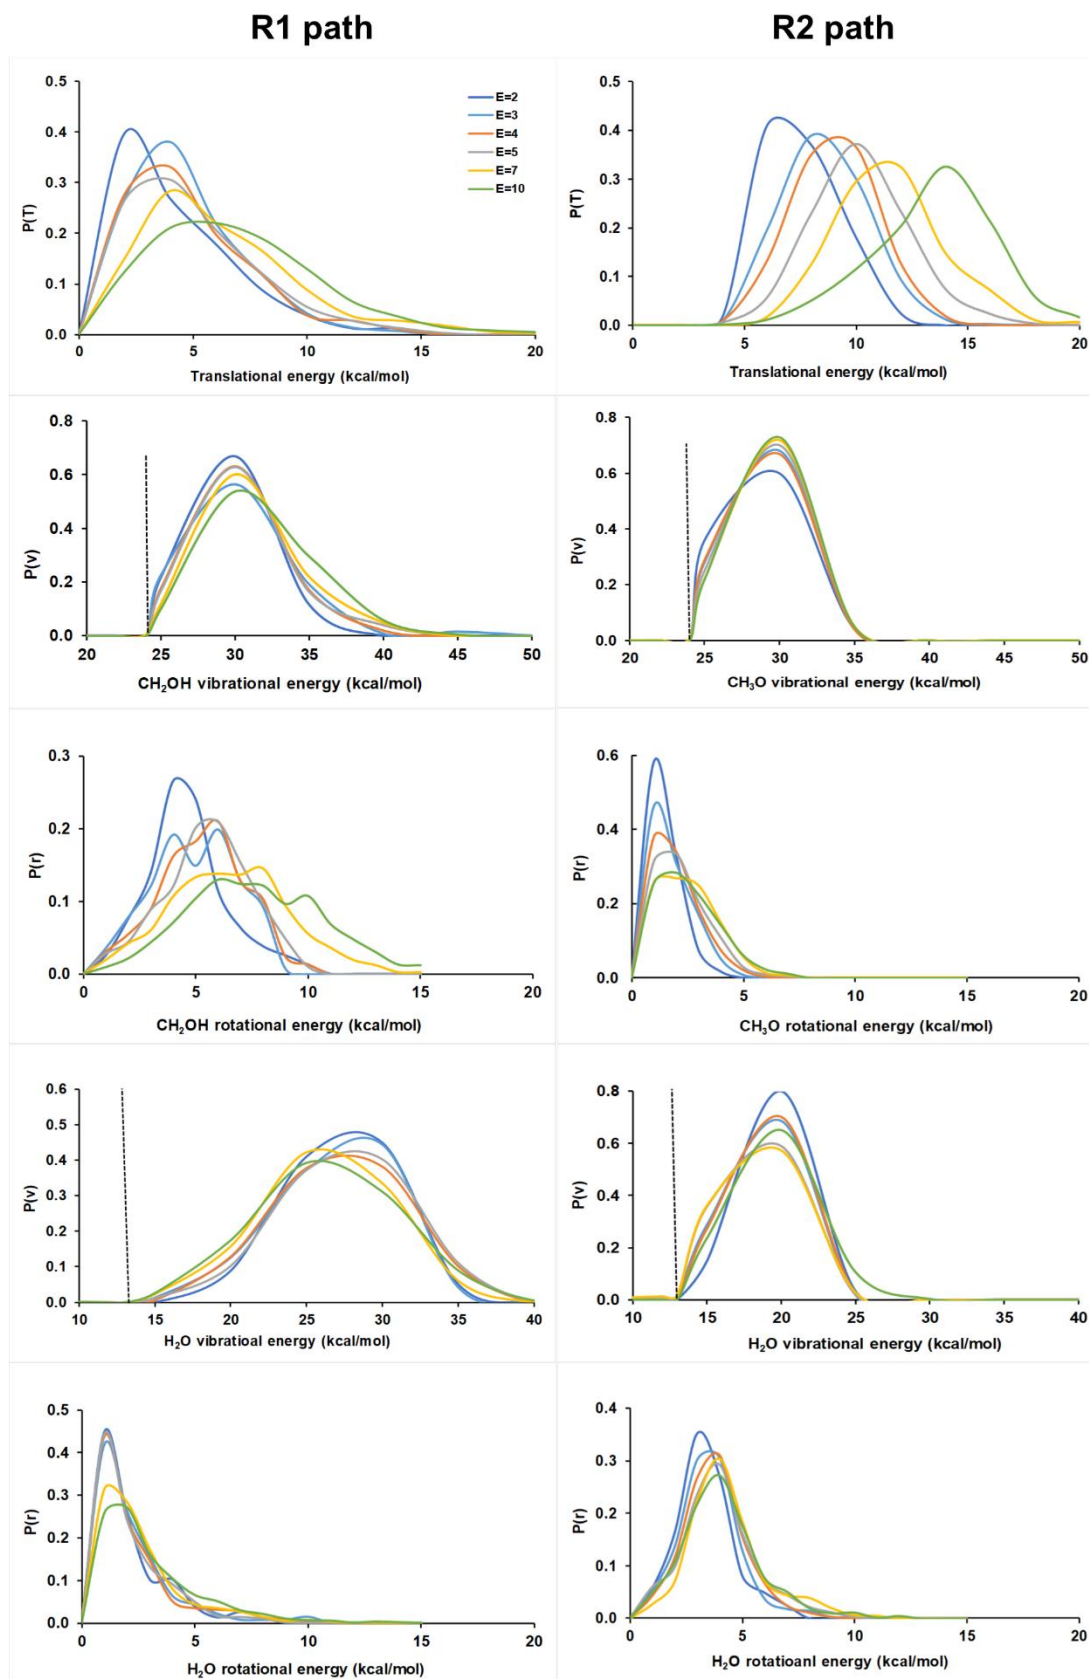 R1 path
R2 path
0.5
0.4
0.3
0.2
0.1
0.0
P(T)
E=2
E=3
E=4
E=5
E=7
E=10
0 5 10 15 20
Translational energy (kcal/mol)
0.5
0.4
0.3
0.2
0.1
0.0
P(T)
0 5 10 15 20
Translational energy (kcal/mol)
0.8
0.6
0.4
0.2
0.0
P(v)
20 25 30 35 40 45 50
CH₂OH vibrational energy (kcal/mol)
0.8
0.6
0.4
0.2
0.0
P(v)
20 25 30 35 40 45 50
CH₃O vibrational energy (kcal/mol)
0.3
0.2
0.1
0.0
P(r)
0 5 10 15 20
CH₂OH rotational energy (kcal/mol)
0.6
0.4
0.2
0.0
P(r)
0 5 10 15 20
CH₃O rotational energy (kcal/mol)
0.6
0.5
0.4
0.3
0.2
0.1
0.0
P(v)
10 15 20 25 30 35 40
H₂O vibratioal energy (kcal/mol)
0.8
0.6
0.4
0.2
0.0
P(v)
10 15 20 25 30 35 40
H₂O vibrational energy (kcal/mol)
0.5
0.4
0.3
0.2
0.1
0.0
P(r)
0 5 10 15 20
H₂O rotational energy (kcal/mol)
0.4
0.3
0.2
0.1
0.0
P(r)
0 5 10 15 20
H₂O rotatioanl energy (kcal/mol)